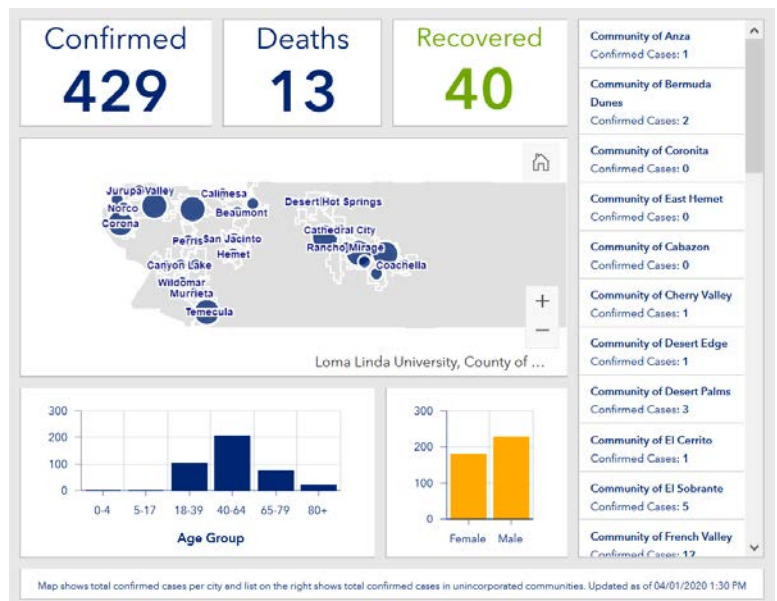 Confirmed
429
Deaths
13
Recovered
40
Jurupa Valley
Calimesa
Norco
Beaumont
Corona
Desert Hot Springs
Cathedral City
Rancho Mirage
Perris
San Jacinto
Hemet
Canyon Lake
Coachella
Wildomar
Murrieta
Temecula
+
−
Loma Linda University, County of ...
300
200
100
0
0-4 5-17 18-39 40-64 65-79 80+
Age Group
300
200
100
0
Female Male
Community of Anza
Confirmed Cases: 1
Community of Bermuda
Dunes
Confirmed Cases: 2
Community of Coronita
Confirmed Cases: 0
Community of East Hemet
Confirmed Cases: 0
Community of Cabazon
Confirmed Cases: 0
Community of Cherry Valley
Confirmed Cases: 1
Community of Desert Edge
Confirmed Cases: 1
Community of Desert Palms
Confirmed Cases: 3
Community of El Cerrito
Confirmed Cases: 1
Community of El Sobrante
Confirmed Cases: 5
Community of French Valley
Confirmed Cases: 12
Map shows total confirmed cases per city and list on the right shows total confirmed cases in unincorporated communities. Updated as of 04/01/2020 1:30 PM